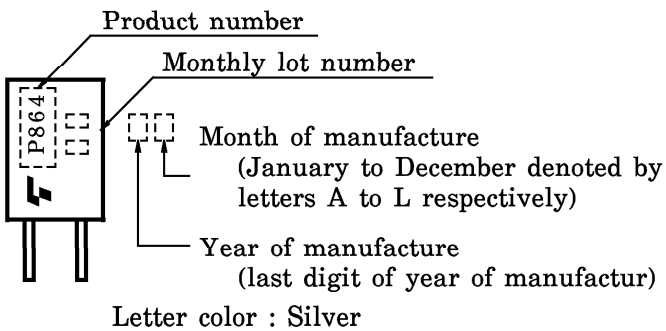 Product number
Monthly lot number
P864
Month of manufacture
(January to December denoted by
letters A to L respectively)
Year of manufacture
(last digit of year of manufactur)
Letter color : Silver